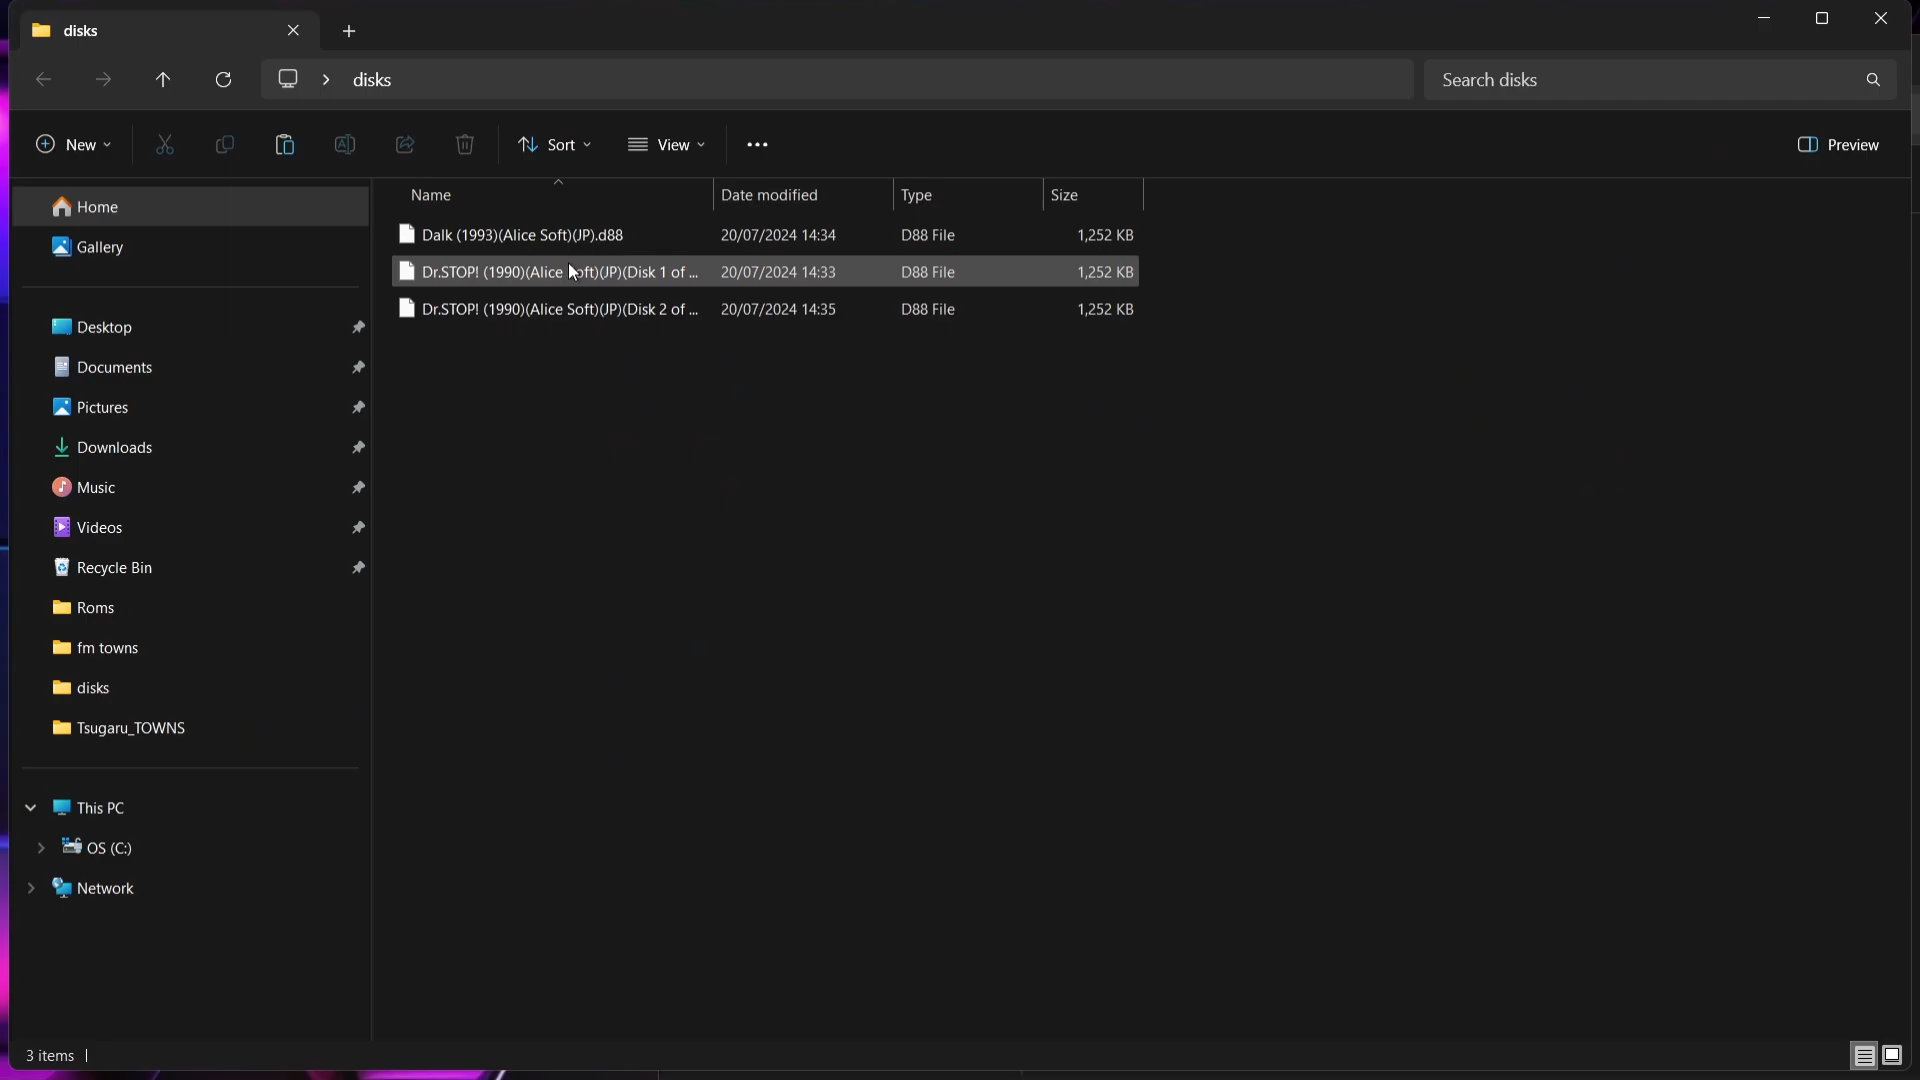 disks
disks
Search disks
New
Sort
View
Preview
Home
Gallery
Desktop
Documents
Pictures
Downloads
Music
Videos
Recycle Bin
Roms
fm towns
disks
Tsugaru_TOWNS
This PC
OS (C:)
Network
Name Date modified Type Size
Dalk (1993)(Alice Soft)(JP).d88 20/07/2024 14:34 D88 File 1,252 KB
Dr.STOP! (1990)(Alice Soft)(JP)(Disk 1 of ... 20/07/2024 14:33 D88 File 1,252 KB
Dr.STOP! (1990)(Alice Soft)(JP)(Disk 2 of ... 20/07/2024 14:35 D88 File 1,252 KB
3 items